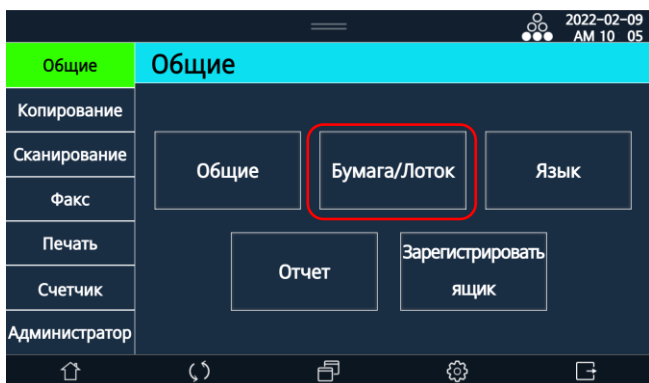 2022-02-09
AM 10 05
Общие
Копирование
Сканирование
Факс
Печать
Счетчик
Администратор
Общие
Общие
Бумага/Лоток
Язык
Отчет
Зарегистрировать
ящик